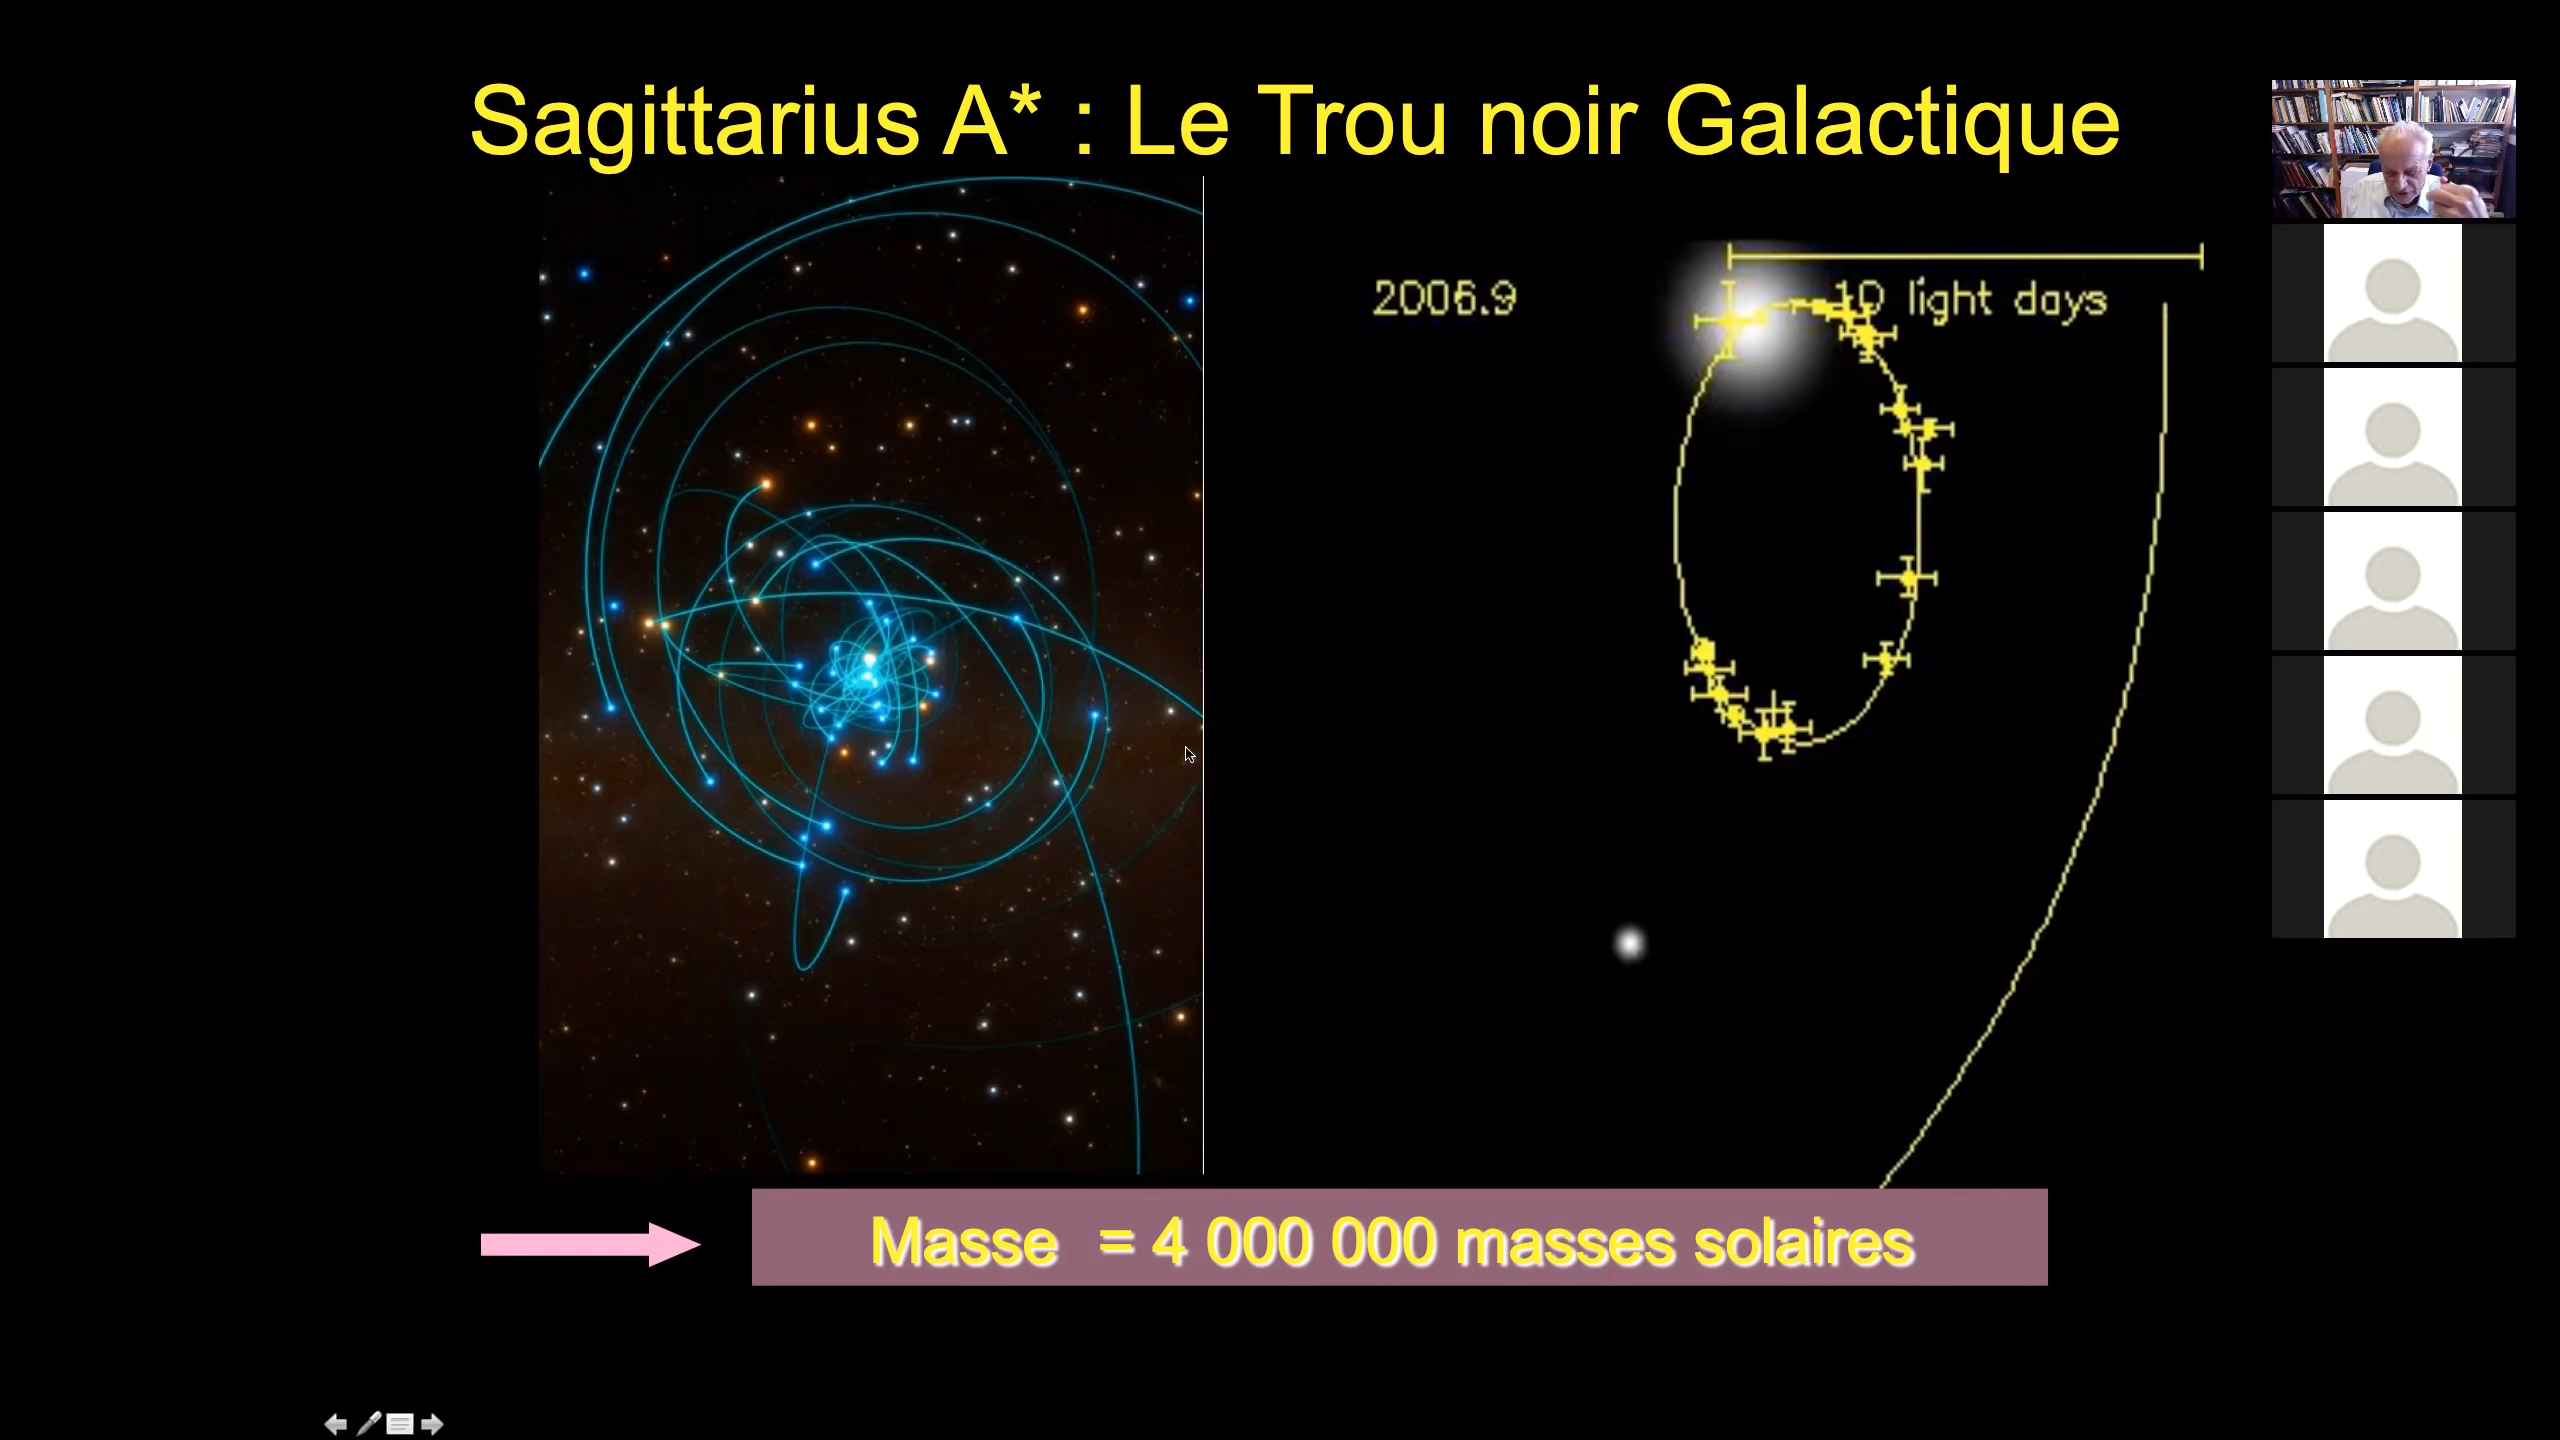 Sagittarius A* : Le Trou noir Galactique
2006.9
10 light days
Masse = 4 000 000 masses solaires